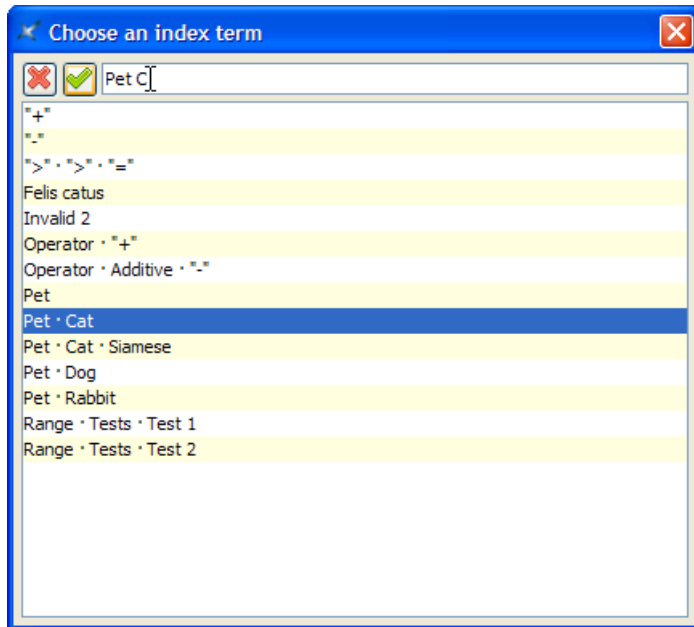 Choose an index term
Pet C
"+"
"-"
">" · ">" · "="
Felis catus
Invalid 2
Operator · "+"
Operator · Additive · "-"
Pet
Pet · Cat
Pet · Cat · Siamese
Pet · Dog
Pet · Rabbit
Range · Tests · Test 1
Range · Tests · Test 2